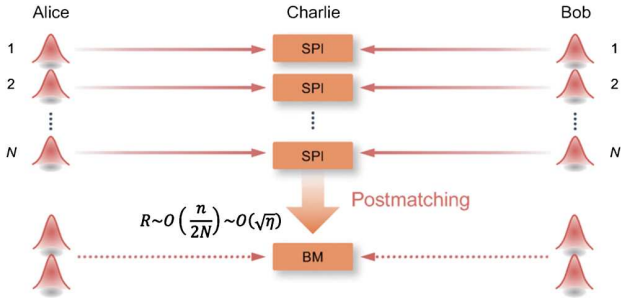 Alice Charlie Bob
1 SPI 1
2 SPI 2
N SPI N
Postmatching
R~O(n/2N)~O(√η)
BM